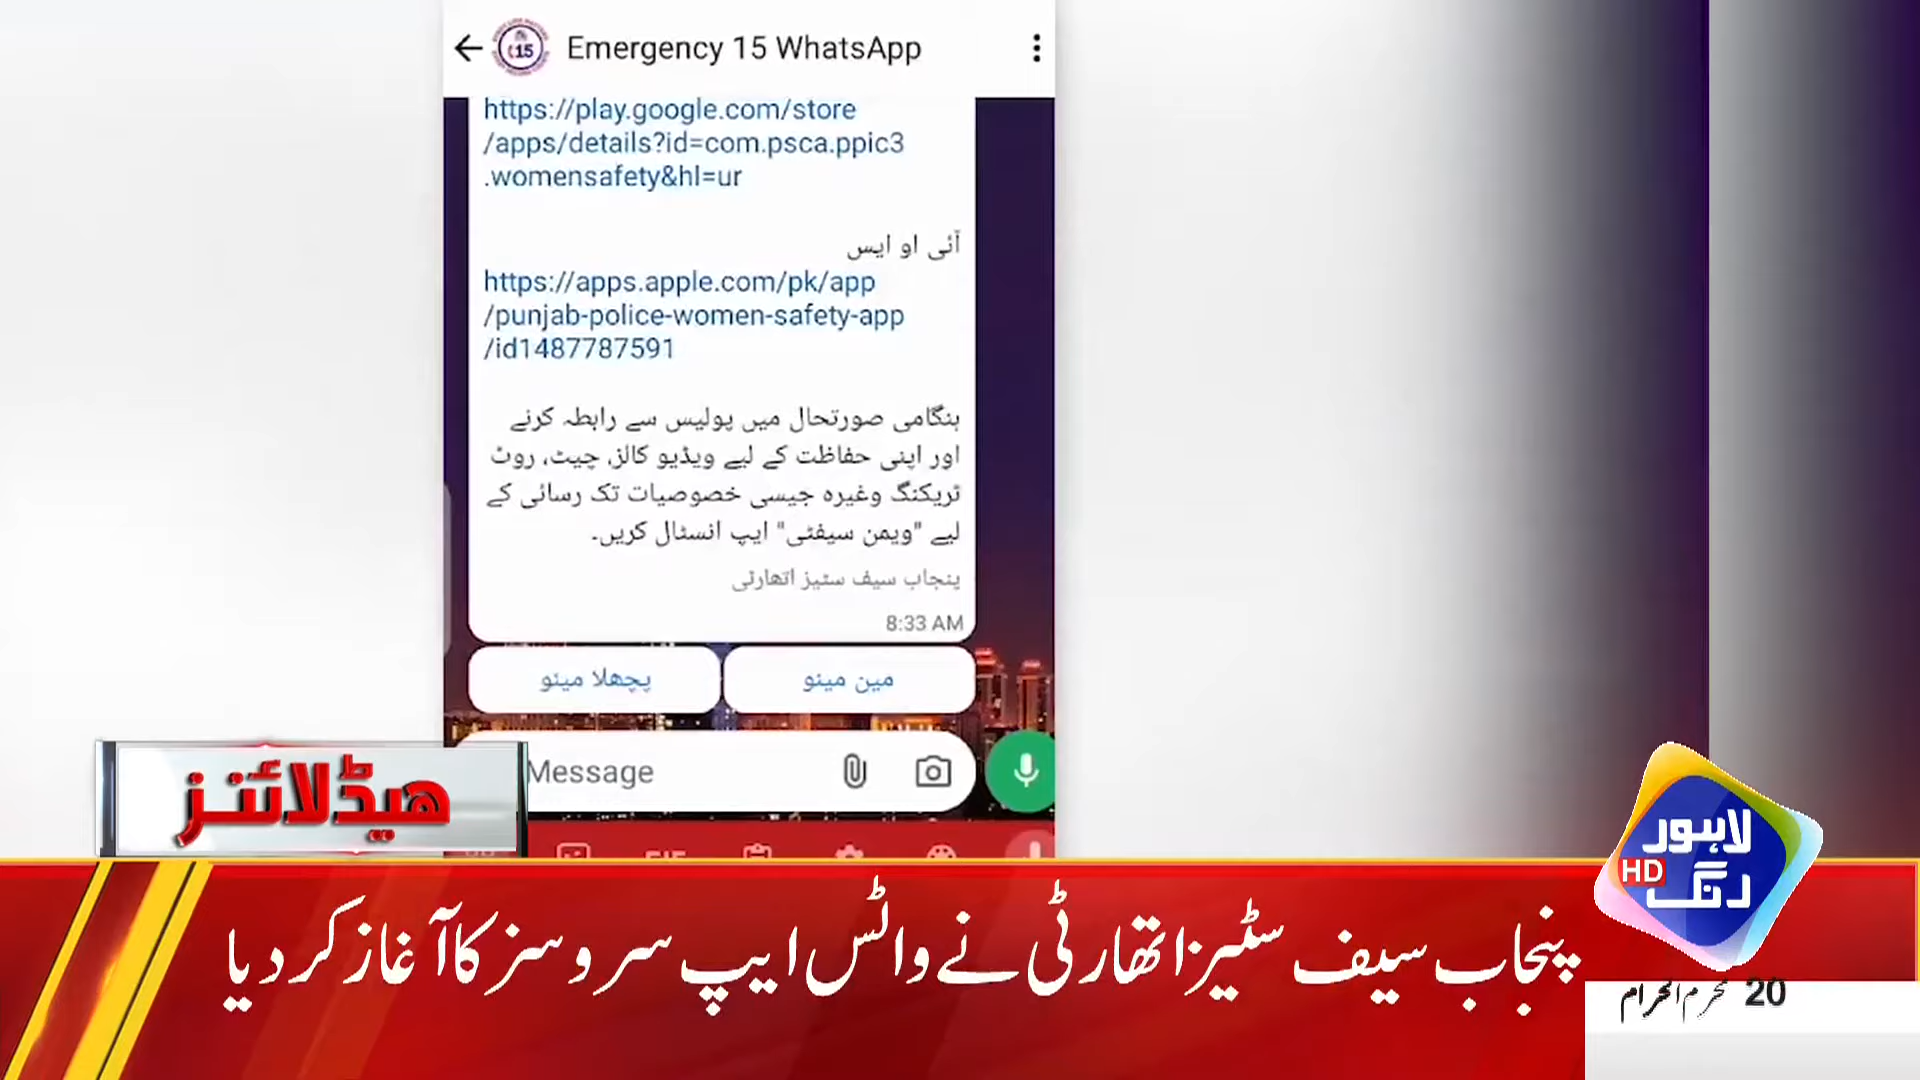 Emergency 15 WhatsApp
https://play.google.com/store
/apps/details?id=com.psca.ppic3
.womensafety&hl=ur
آئی او ایس
https://apps.apple.com/pk/app
/punjab-police-women-safety-app
/id1487787591
ہنگامی صورتحال میں پولیس سے رابطہ کرنے
اور اپنی حفاظت کے لیے ویڈیو کالز، چیٹ، روٹ
ٹریکنگ وغیرہ جیسی خصوصیات تک رسائی کے
لیے "ویمن سیفٹی" ایپ انسٹال کریں۔
پنجاب سیف سٹیز اتھارٹی
8:33 AM
مین مینو
پچھلا مینو
Message
ہیڈلائنز
لاہور
HD
رنگ
پنجاب سیف سٹیز اتھارٹی نے واٹس ایپ سروسز کا آغاز کر دیا
20 محرم الحرام